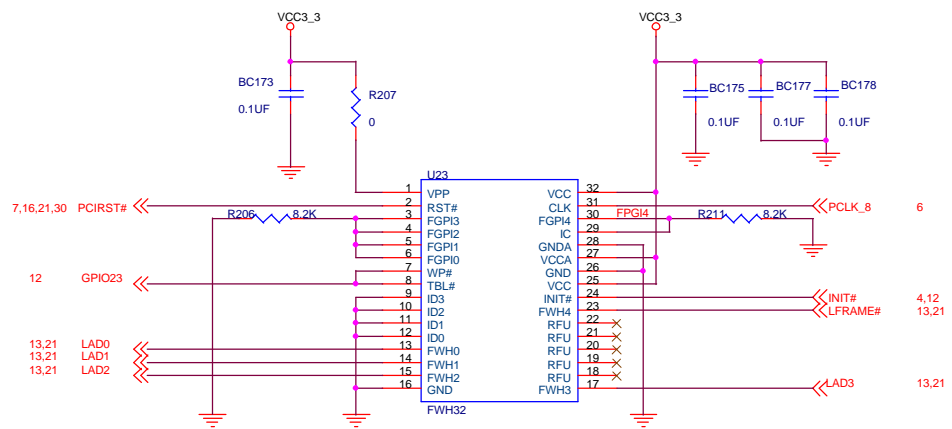 VCC3_3 VCC3_3
BC173 R207 BC175 BC177 BC178
0.1UF 0 0.1UF 0.1UF 0.1UF
U23
1 VPP VCC 32
7,16,21,30 PCIRST# 2 RST# CLK 31 PCLK_8 6
R206 8.2K 3 FGPI3 FGPI4 30 FPGI4 R211 8.2K
4 FGPI2 IC 29
5 FGPI1 GNDA 28
6 FGPI0 VCCA 27
7 WP# GND 26
12 GPIO23 8 TBL# VCC 25
9 ID3 INIT# 24 INIT# 4,12
10 ID2 FWH4 23 LFRAME# 13,21
11 ID1 RFU 22
12 ID0 RFU 21
13,21 LAD0 13 FWH0 RFU 20
13,21 LAD1 14 FWH1 RFU 19
13,21 LAD2 15 FWH2 RFU 18
16 GND FWH3 17 LAD3 13,21
FWH32